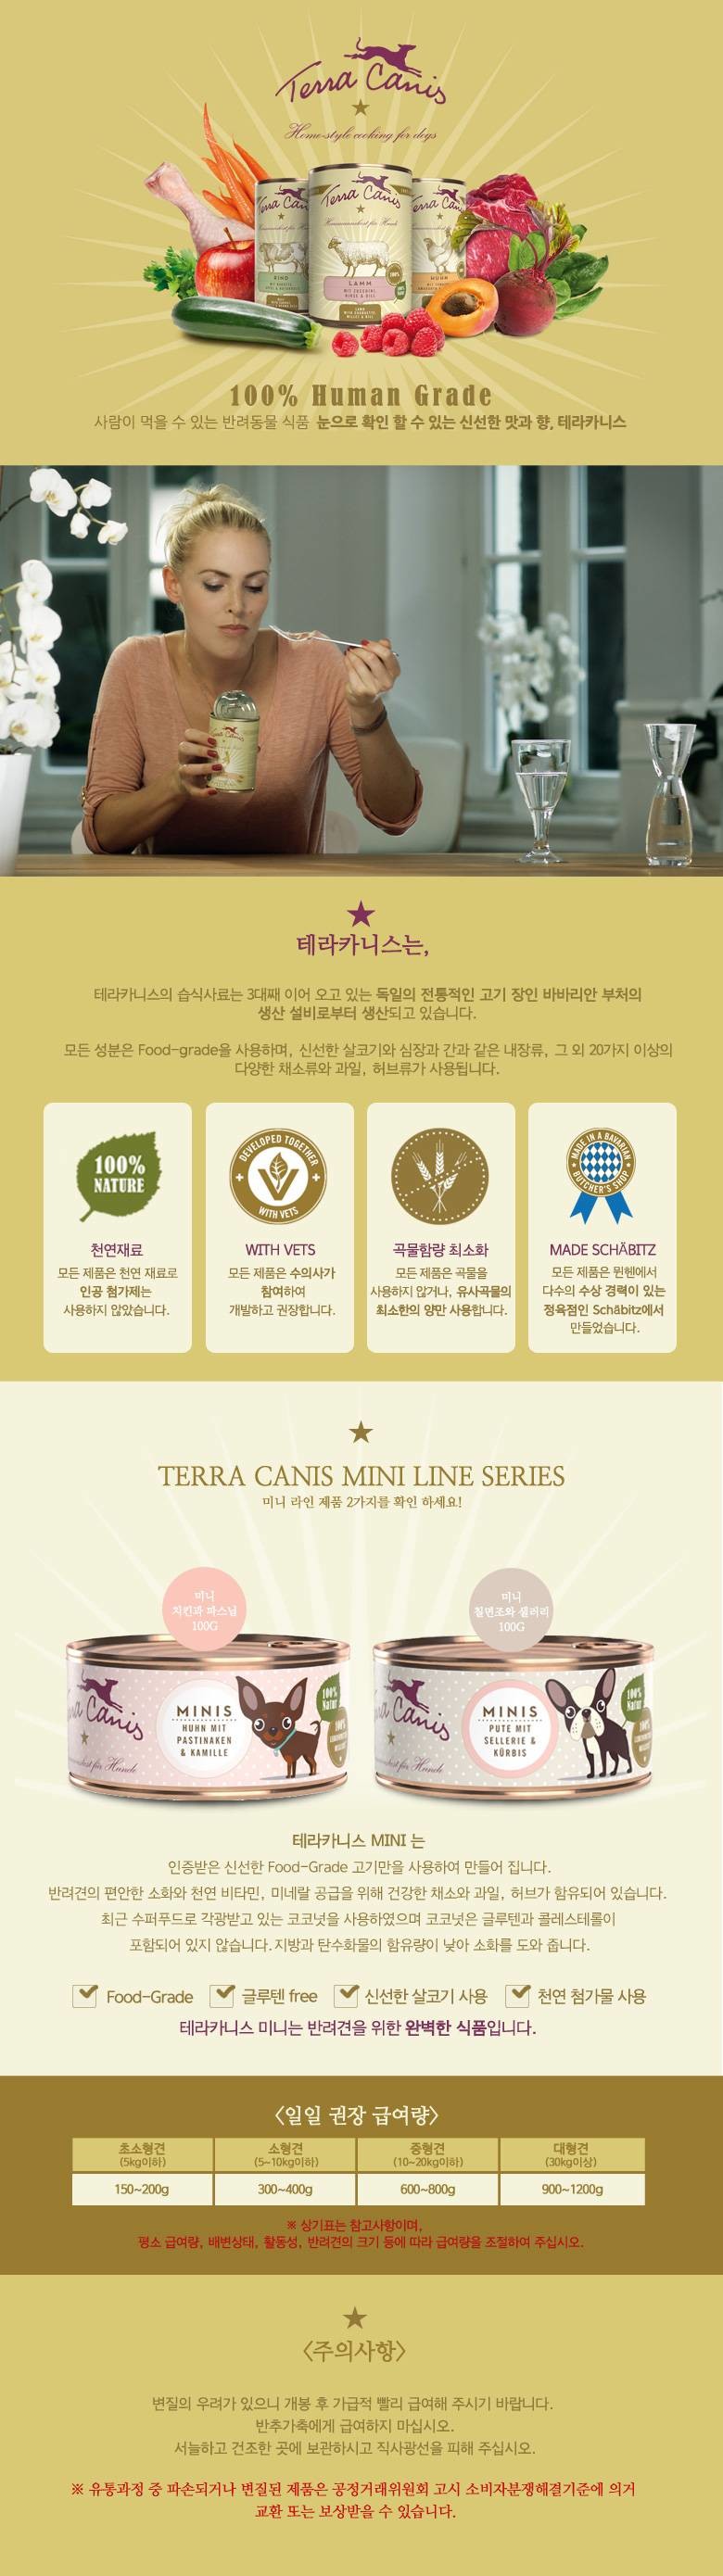 Terra Canis
Home-style cooking for dogs
Terra Canis
RIND
LAMM
HUHN
100% Human Grade
사람이 먹을 수 있는 반려동물 식품 눈으로 확인 할 수 있는 신선한 맛과 향, 테라카니스
테라카니스는,
테라카니스의 습식사료는 3대째 이어 오고 있는 독일의 전통적인 고기 장인 바바리안 부처의
생산 설비로부터 생산되고 있습니다.
모든 성분은 Food-grade을 사용하며, 신선한 살코기와 심장과 간과 같은 내장류, 그 외 20가지 이상의
다양한 채소류와 과일, 허브류가 사용됩니다.
100%
NATURE
천연재료
모든 제품은 천연 재료로
인공 첨가제는
사용하지 않았습니다.
DEVELOPED TOGETHER
WITH VETS
WITH VETS
모든 제품은 수의사가
참여하여
개발하고 권장합니다.
곡물함량 최소화
모든 제품은 곡물을
사용하지 않거나, 유사곡물의
최소한의 양만 사용합니다.
MADE IN A BAVARIAN
BUTCHER'S SHOP
MADE SCHÄBITZ
모든 제품은 뮌헨에서
다수의 수상 경력이 있는
정육점인 Schäbitz에서
만들었습니다.
TERRA CANIS MINI LINE SERIES
미니 라인 제품 2가지를 확인 하세요!
미니
치킨과 파스닙
100G
미니
칠면조와 샐러리
100G
Canis
MINIS
HUHN MIT
PASTINAKEN
& KAMILLE
100%
Natur
Canis
MINIS
PUTE MIT
SELLERIE &
KÜRBIS
100%
Natur
테라카니스 MINI 는
인증받은 신선한 Food-Grade 고기만을 사용하여 만들어 집니다.
반려견의 편안한 소화와 천연 비타민, 미네랄 공급을 위해 건강한 채소와 과일, 허브가 함유되어 있습니다.
최근 수퍼푸드로 각광받고 있는 코코넛을 사용하였으며 코코넛은 글루텐과 콜레스테롤이
포함되어 있지 않습니다. 지방과 탄수화물의 함유량이 낮아 소화를 도와 줍니다.
Food-Grade 글루텐 free 신선한 살코기 사용 천연 첨가물 사용
테라카니스 미니는 반려견을 위한 완벽한 식품입니다.
<일일 권장 급여량>
초소형견 소형견 중형견 대형견
(5kg이하) (5~10kg이하) (10~20kg이하) (30kg이상)
150~200g 300~400g 600~800g 900~1200g
※ 상기표는 참고사항이며,
평소 급여량, 배변상태, 활동성, 반려견의 크기 등에 따라 급여량을 조절하여 주십시오.
<주의사항>
변질의 우려가 있으니 개봉 후 가급적 빨리 급여해 주시기 바랍니다.
반추가축에게 급여하지 마십시오.
서늘하고 건조한 곳에 보관하시고 직사광선을 피해 주십시오.
※ 유통과정 중 파손되거나 변질된 제품은 공정거래위원회 고시 소비자분쟁해결기준에 의거
교환 또는 보상받을 수 있습니다.